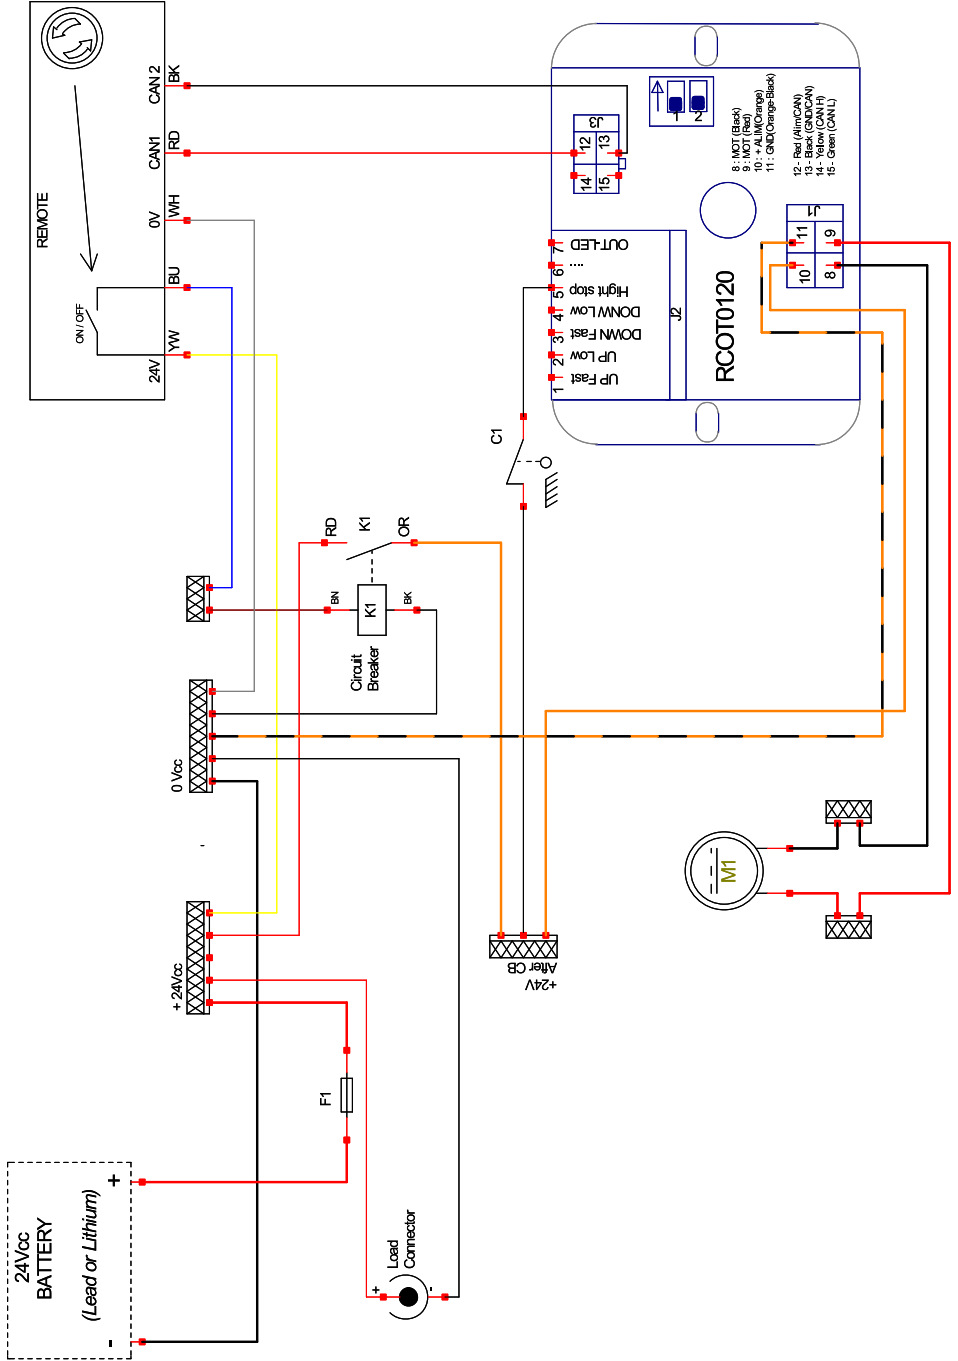 REMOTE
CAN 2
BK
CAN1
RD
0V
WH
BU
ON / OFF
24V
YW
J3
12
13
14
15
1
2
8 : MOT (Black)
9 : MOT (Red)
10 : + ALIM(Orange)
11 : GND(Orange-Black)
12 - Red (Alim/CAN)
13 - Black (GND/CAN)
14 - Yellow (CAN H)
15 - Green (CAN L)
J1
11
9
10
8
7 OUT-LED
6 ....
5 Hight stop
4 DONW Low
3 DOWN Fast
2 UP Low
1 UP Fast
J2
RCOT0120
C1
RD
K1
OR
BN
K1
BK
Circuit
Breaker
0 Vcc
-
+ 24Vcc
+24V
After CB
M1
F1
24Vcc
BATTERY
(Lead or Lithium)
+
-
Load
Connector
+
-